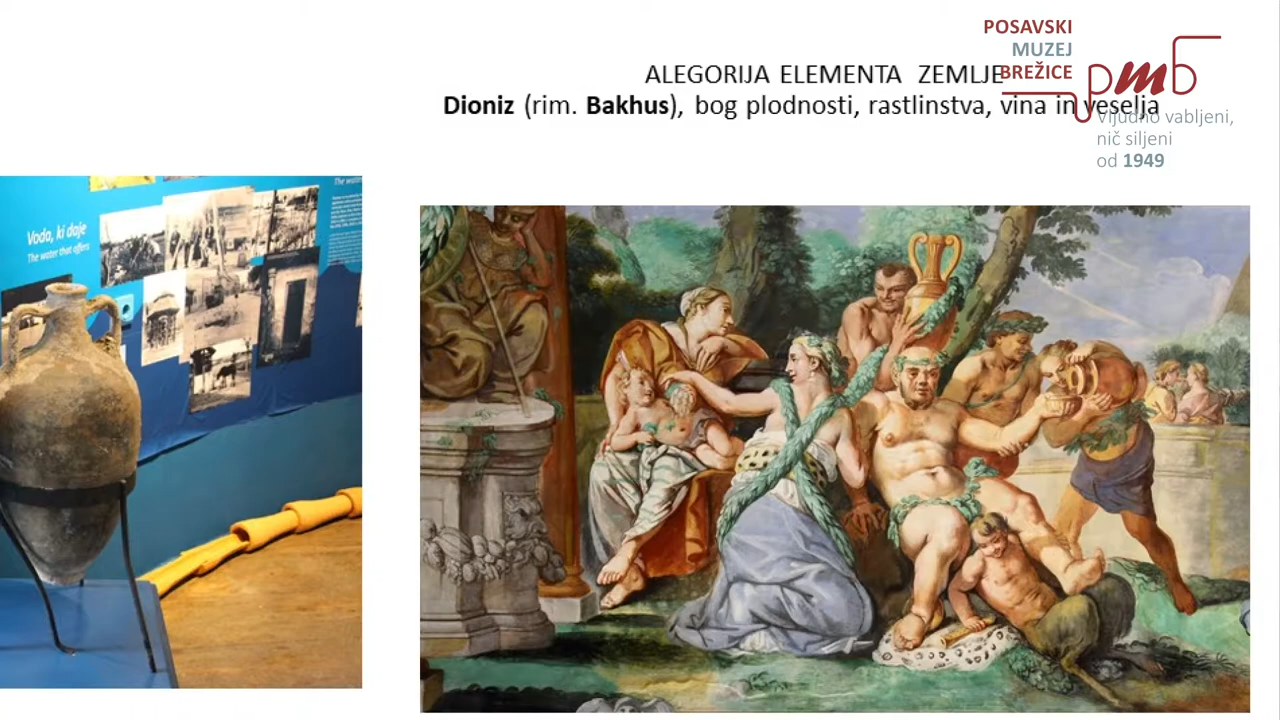 POSAVSKI
MUZEJ
BREŽICE
pmb
ALEGORIJA ELEMENTA ZEMLJE
Dioniz (rim. Bakhus), bog plodnosti, rastlinstva, vina in veselja
Vljudno vabljeni,
nič siljeni
od 1949
Voda, ki daje
The water that offers